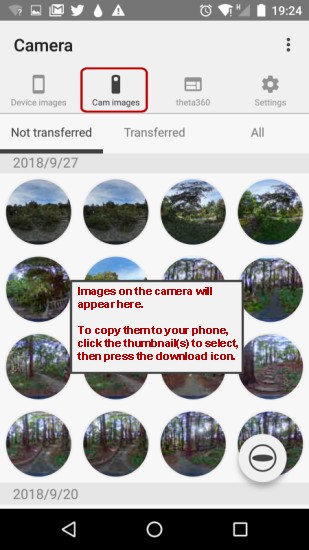 19:24
Camera
Device images
Cam images
theta360
Settings
Not transferred
Transferred
All
2018/9/27
Images on the camera will
appear here.
To copy them to your phone,
click the thumbnail(s) to select,
then press the download icon.
2018/9/20